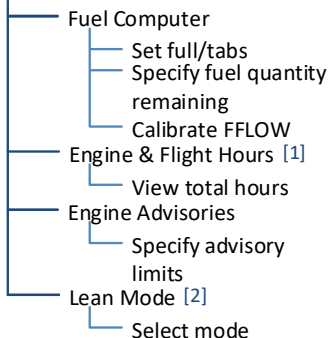 Fuel Computer
Set full/tabs
Specify fuel quantity
remaining
Calibrate FFLOW
Engine & Flight Hours [1]
View total hours
Engine Advisories
Specify advisory
limits
Lean Mode [2]
Select mode